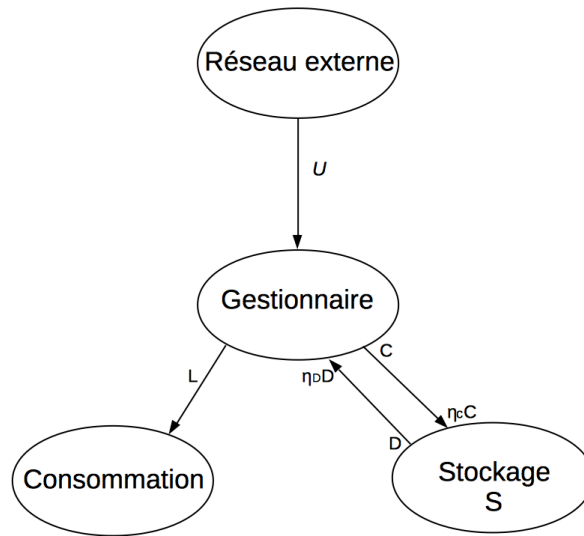 Réseau externe
U
Gestionnaire
L
C
ηDD
ηcC
D
Consommation
Stockage
S